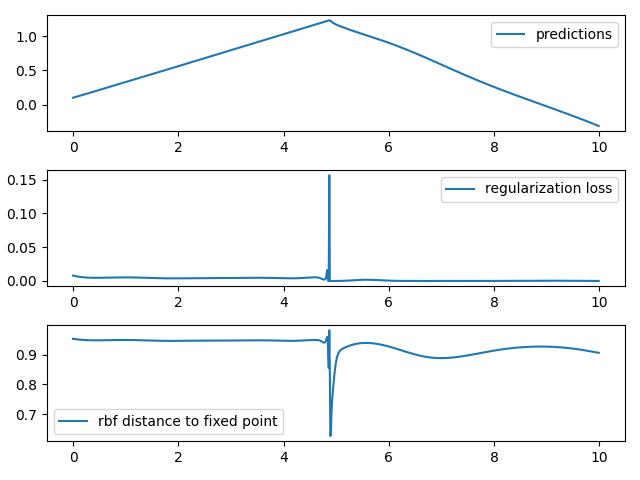 predictions
1.0
0.5
0.0
0 2 4 6 8 10
regularization loss
0.15
0.10
0.05
0.00
0 2 4 6 8 10
0.9
0.8
0.7
rbf distance to fixed point
0 2 4 6 8 10